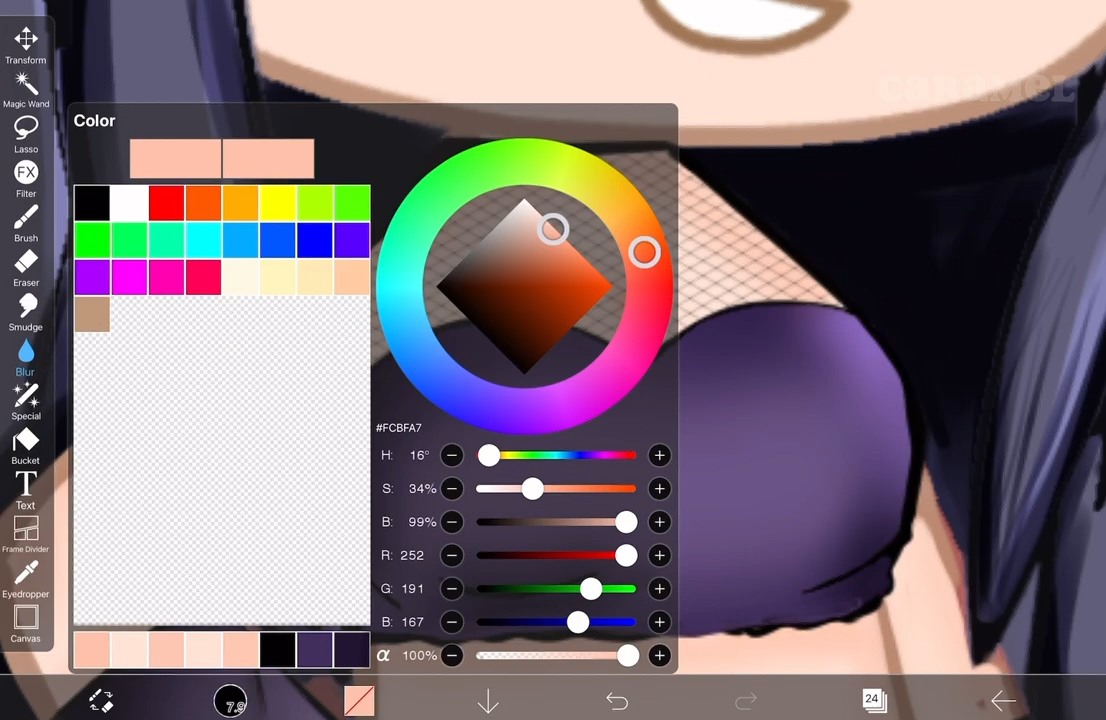 Transform
Magic Wand
Lasso
FX
Filter
Brush
Eraser
Smudge
Blur
Special
Bucket
T
Text
Frame Divider
Eyedropper
Canvas
Color
#FCBFA7
H: 16°
S: 34%
B: 99%
R: 252
G: 191
B: 167
α 100%
7.9
24
caramel